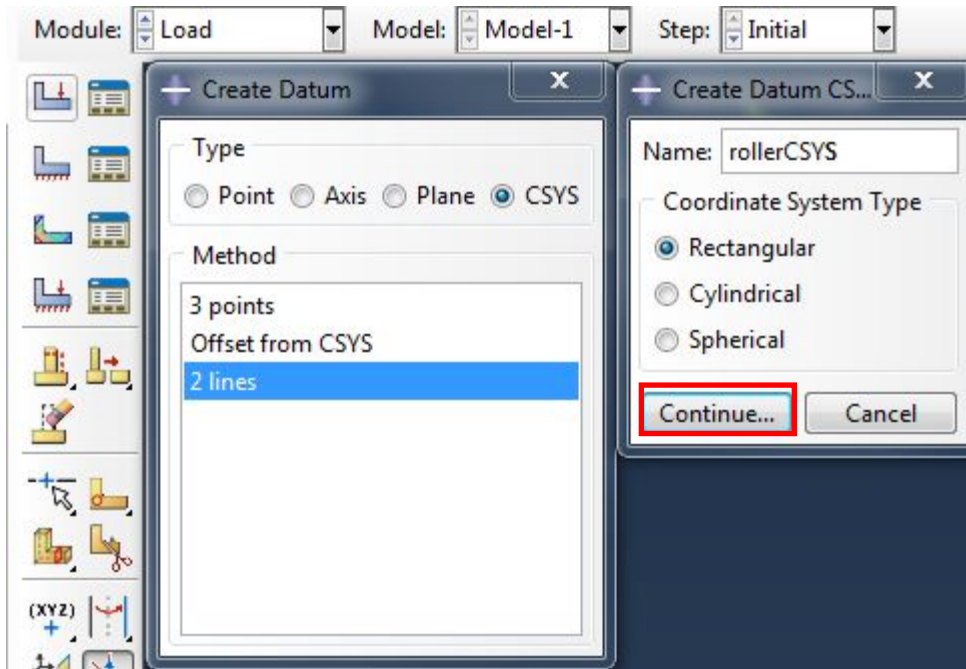 Module: Load Model: Model-1 Step: Initial
Create Datum
Type
Point Axis Plane CSYS
Method
3 points
Offset from CSYS
2 lines
Create Datum CS...
Name: rollerCSYS
Coordinate System Type
Rectangular
Cylindrical
Spherical
Continue... Cancel
(XYZ)